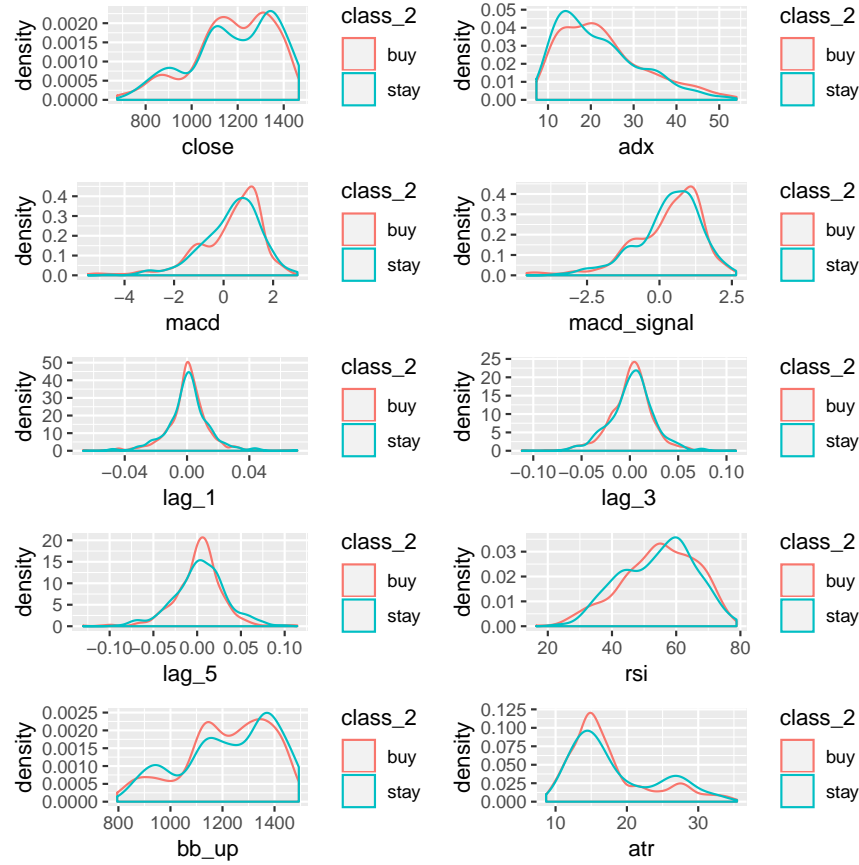 density
0.0020
0.0015
0.0010
0.0005
0.0000
800 1000 1200 1400
close
class_2
buy
stay
density
0.05
0.04
0.03
0.02
0.01
0.00
10 20 30 40 50
adx
class_2
buy
stay
density
0.4
0.3
0.2
0.1
0.0
−4 −2 0 2
macd
class_2
buy
stay
density
0.4
0.3
0.2
0.1
0.0
−2.5 0.0 2.5
macd_signal
class_2
buy
stay
density
50
40
30
20
10
0
−0.04 0.00 0.04
lag_1
class_2
buy
stay
density
25
20
15
10
5
0
−0.10 −0.05 0.00 0.05 0.10
lag_3
class_2
buy
stay
density
20
15
10
5
0
−0.10 −0.05 0.00 0.05 0.10
lag_5
class_2
buy
stay
density
0.03
0.02
0.01
0.00
20 40 60 80
rsi
class_2
buy
stay
density
0.0025
0.0020
0.0015
0.0010
0.0005
0.0000
800 1000 1200 1400
bb_up
class_2
buy
stay
density
0.125
0.100
0.075
0.050
0.025
0.000
10 20 30
atr
class_2
buy
stay